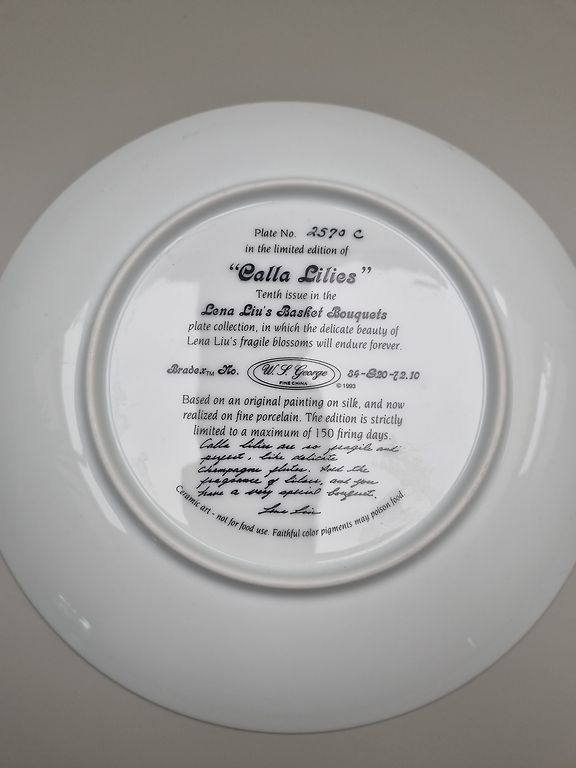 Plate No. 2570 C
in the limited edition of
"Calla Lilies"
Tenth issue in the
Lena Liu's Basket Bouquets
plate collection, in which the delicate beauty of
Lena Liu's fragile blossoms will endure forever.
Bradex™ No. W. L. George FINE CHINA © 1993 84-G20-72.10
Based on an original painting on silk, and now
realized on fine porcelain. The edition is strictly
limited to a maximum of 150 firing days.
Calla lilies are so fragile and
perfect, like delicate
champagne flutes. Add the
fragrance of lilacs, and you
have a very special bouquet.
Lena Liu
Ceramic art - not for food use. Faithful color pigments may poison food.